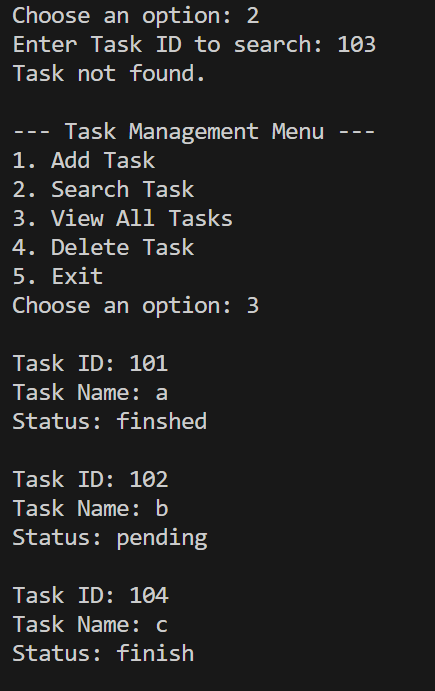 Choose an option: 2
Enter Task ID to search: 103
Task not found.
--- Task Management Menu ---
1. Add Task
2. Search Task
3. View All Tasks
4. Delete Task
5. Exit
Choose an option: 3
Task ID: 101
Task Name: a
Status: finshed
Task ID: 102
Task Name: b
Status: pending
Task ID: 104
Task Name: c
Status: finish